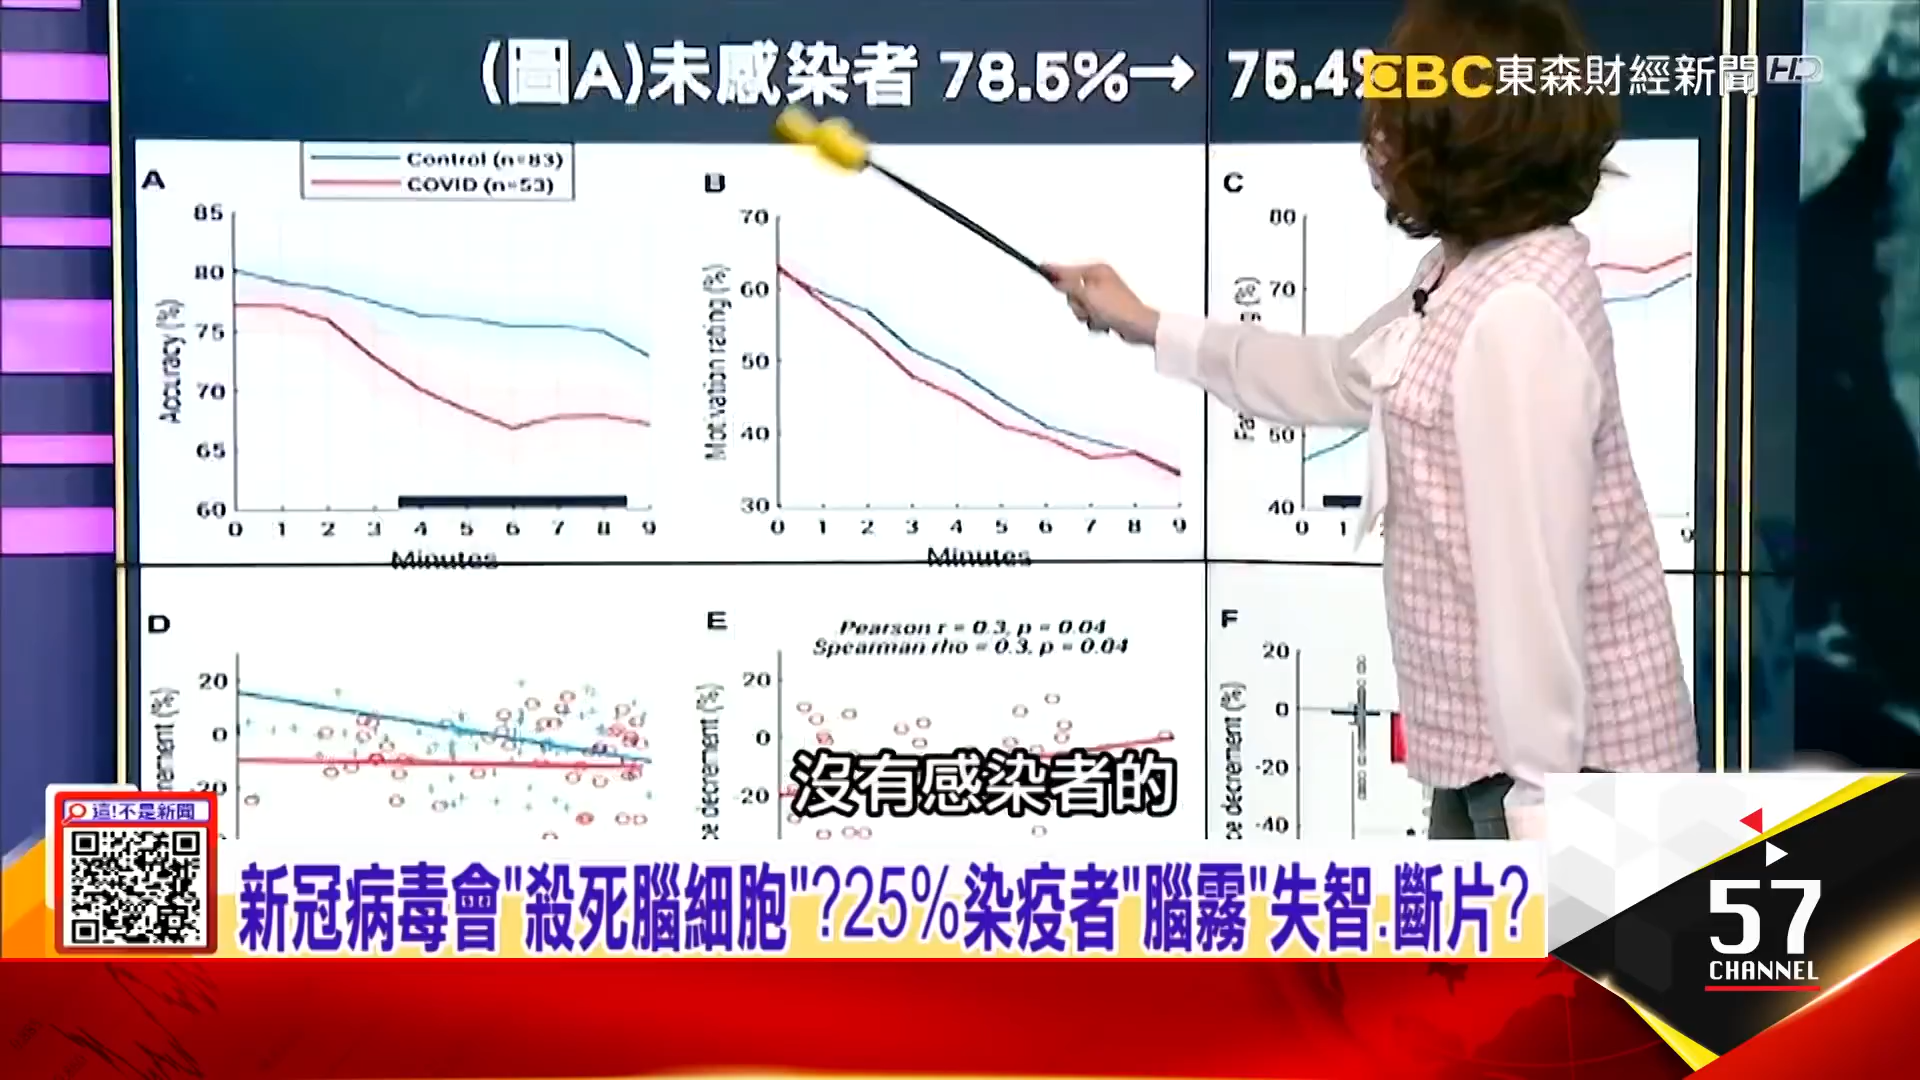 (圖A)未感染者 78.5%→ 75.4%
EBC 東森財經新聞 HD
A
Control (n=83)
COVID (n=53)
Accuracy (%)
85
80
75
70
65
60
0 1 2 3 4 5 6 7 8 9
Minutes
B
Motivation rating (%)
70
60
50
40
30
0 1 2 3 4 5 6 7 8 9
Minutes
C
80
70
50
40
0 1
9
D
20
0
20
E
Pearson r = 0.3, p = 0.04
Spearman rho = 0.3, p = 0.04
20
0
-20
F
20
0
-20
-40
沒有感染者的
這!不是新聞
新冠病毒會"殺死腦細胞"?25%染疫者"腦霧"失智.斷片?
57
CHANNEL